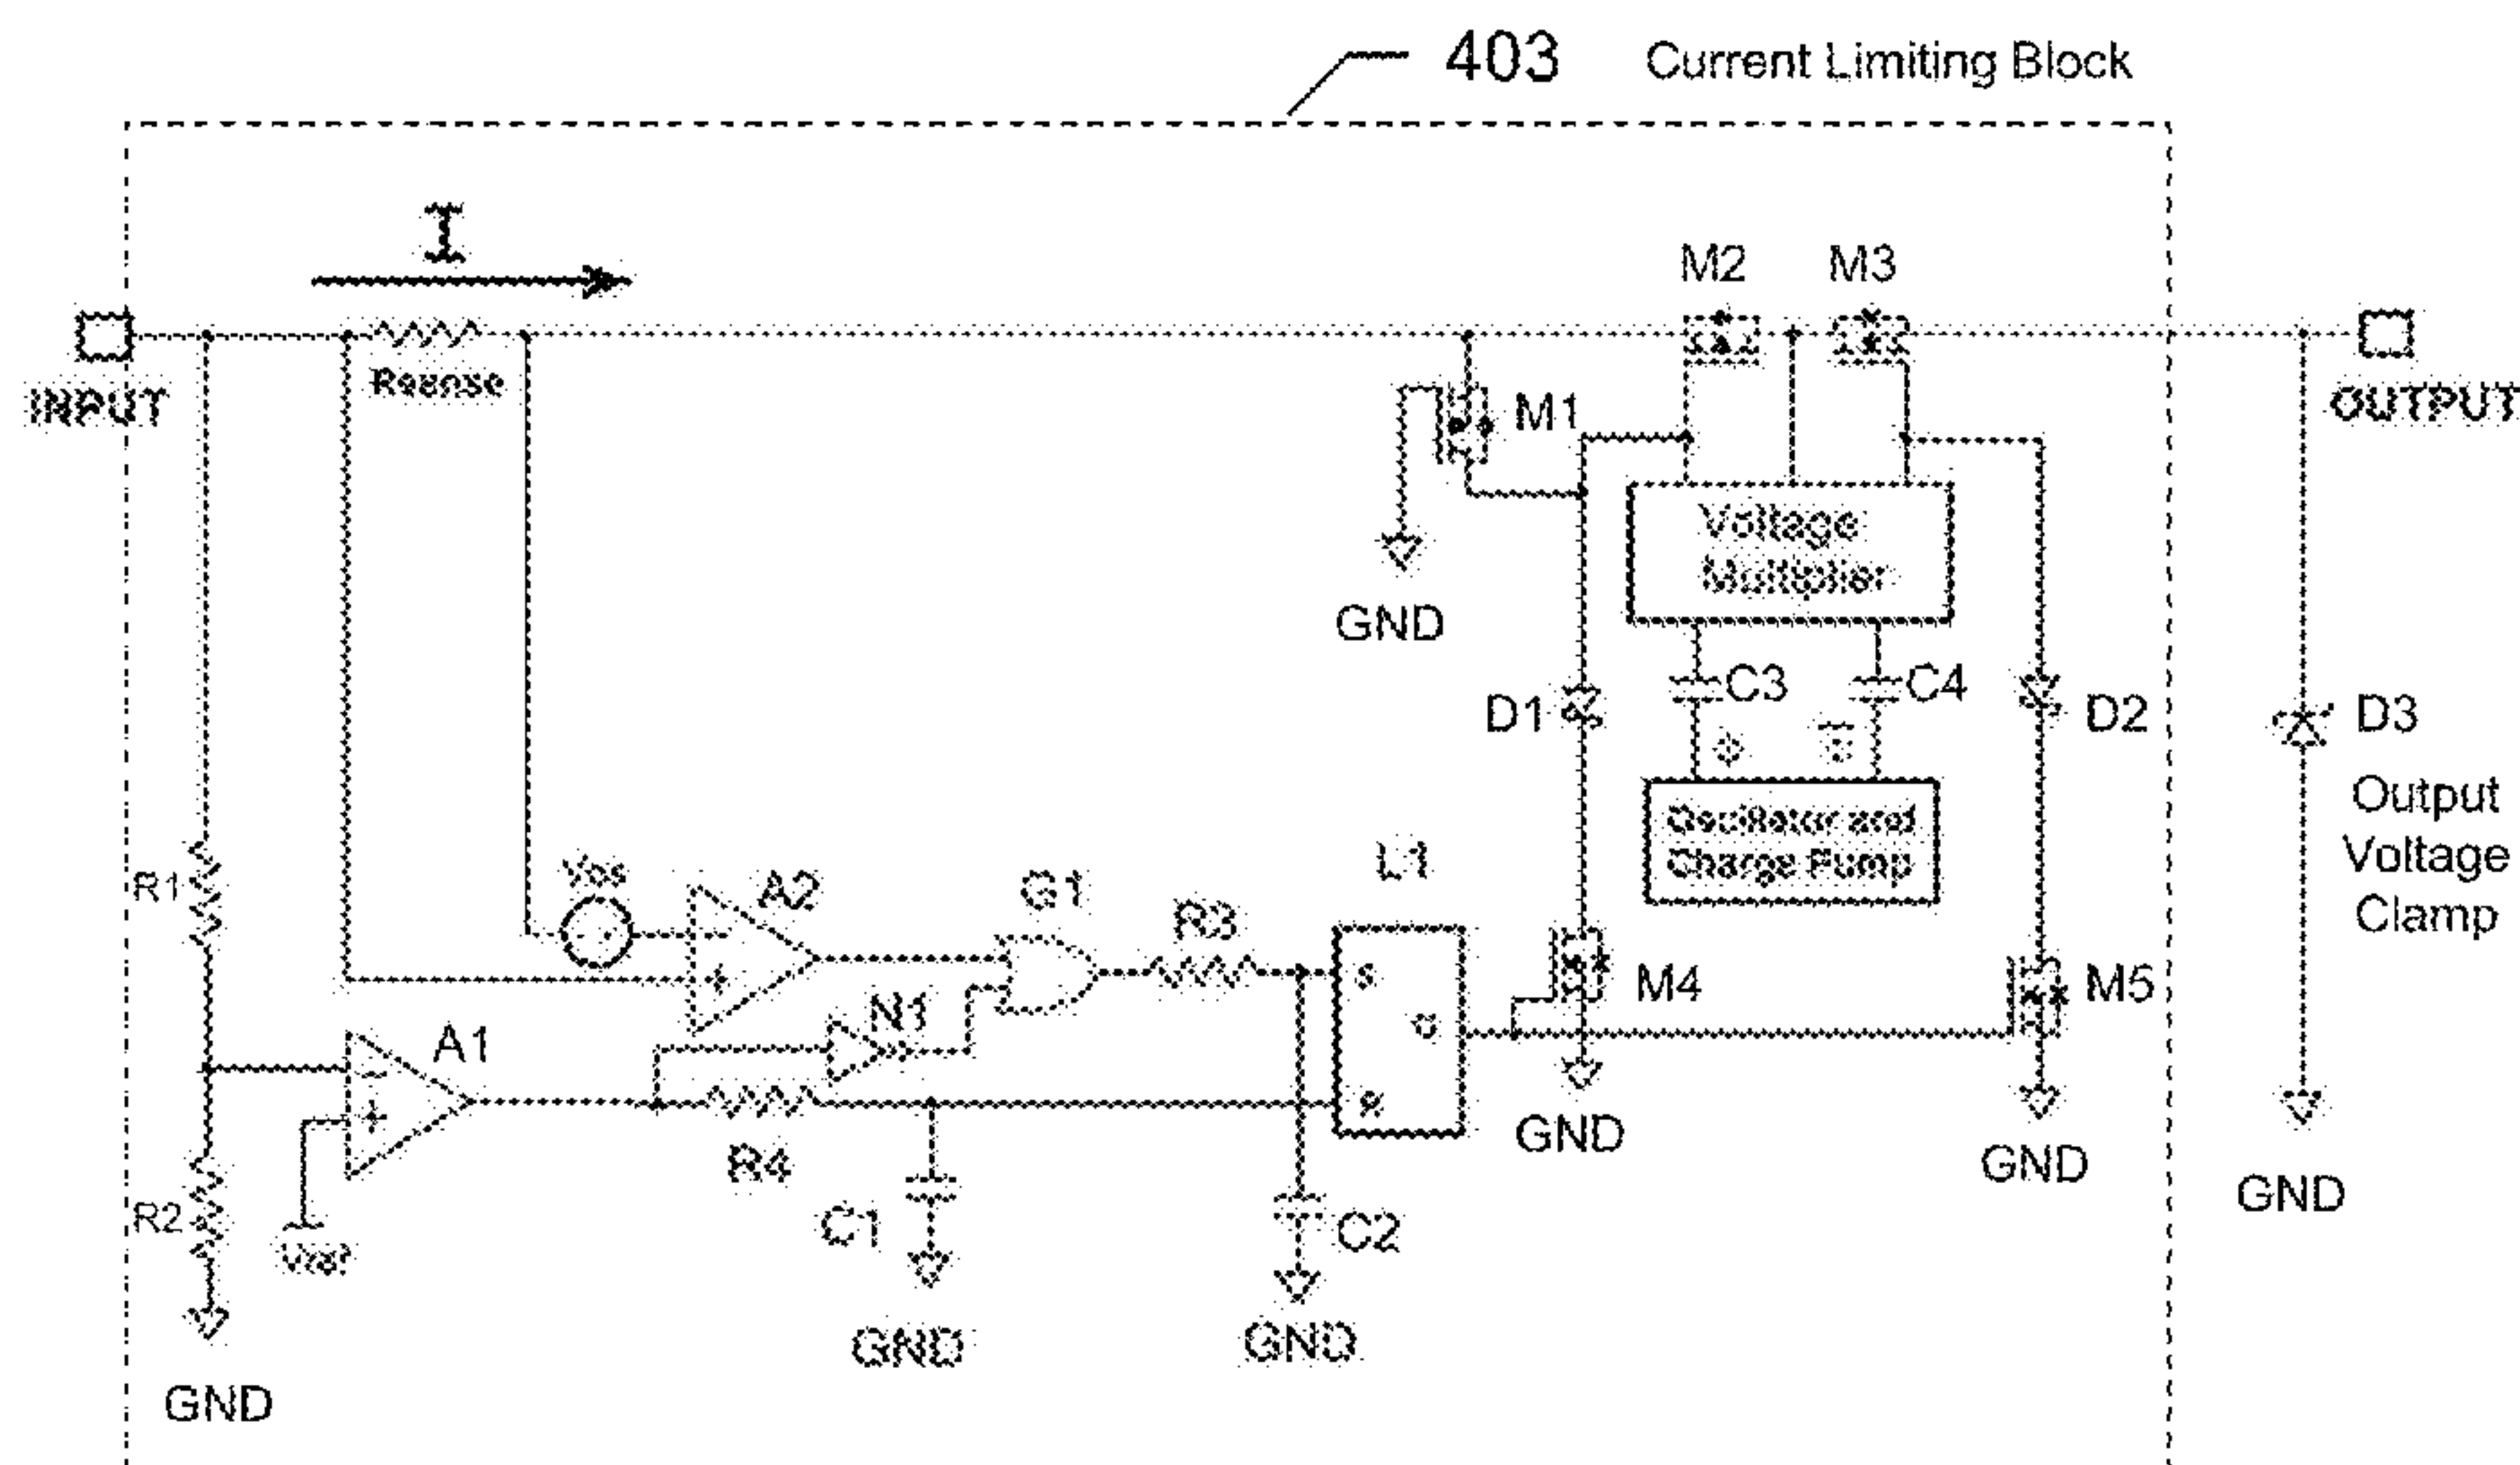 403 Current Limiting Block
I
M2 M3
INPUT
Rsense
M1
OUTPUT
Voltage
Multiplier
GND
C3 C4
D1 D2 D3
Output
Voltage
Clamp
Oscillator and
Charge Pump
R1
Vos
A2
G1
R3
L1
S
M4 M5
N1
Q
A1
R
R4
GND
GND
GND
R2
Vref
C1
C2
GND
GND
GND